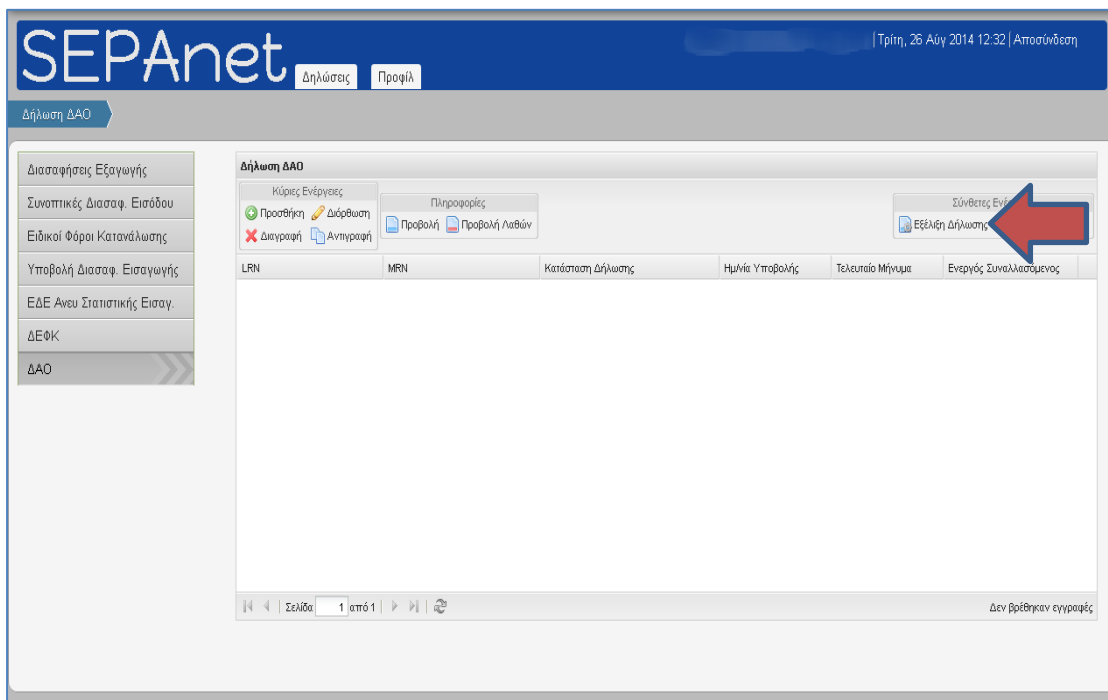 SEPAnet
Δηλώσεις Προφίλ
|Τρίτη, 26 Αύγ 2014 12:32|Αποσύνδεση
Δήλωση ΔΑΟ
Διασαφήσεις Εξαγωγής
Συνοπτικές Διασαφ. Εισόδου
Ειδικοί Φόροι Κατανάλωσης
Υποβολή Διασαφ. Εισαγωγής
ΕΔΕ Ανευ Στατιστικής Εισαγ.
ΔΕΦΚ
ΔΑΟ
Δήλωση ΔΑΟ
Κύριες Ενέργειες
Προσθήκη Διόρθωση
Διαγραφή Αντιγραφή
Πληροφορίες
Προβολή Προβολή Λαθών
Σύνθετες
Εξέλιξη Δήλωσης
LRN MRN Κατάσταση Δήλωσης Ημ/νία Υποβολής Τελευταίο Μήνυμα Ενεργός Συναλλασόμενος
Σελίδα 1 από 1
Δεν βρέθηκαν εγγραφές